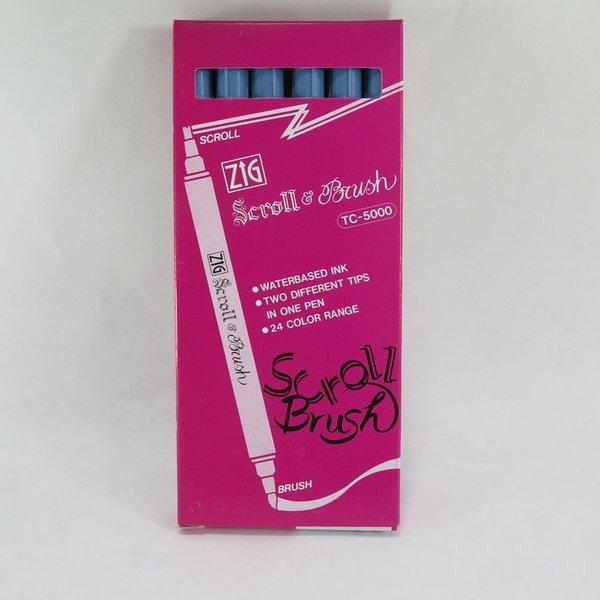 SCROLL
ZIG
Scroll & Brush
TC-5000
ZIG Scroll & Brush
● WATERBASED INK
● TWO DIFFERENT TIPS
IN ONE PEN
● 24 COLOR RANGE
Scroll
Brush
BRUSH